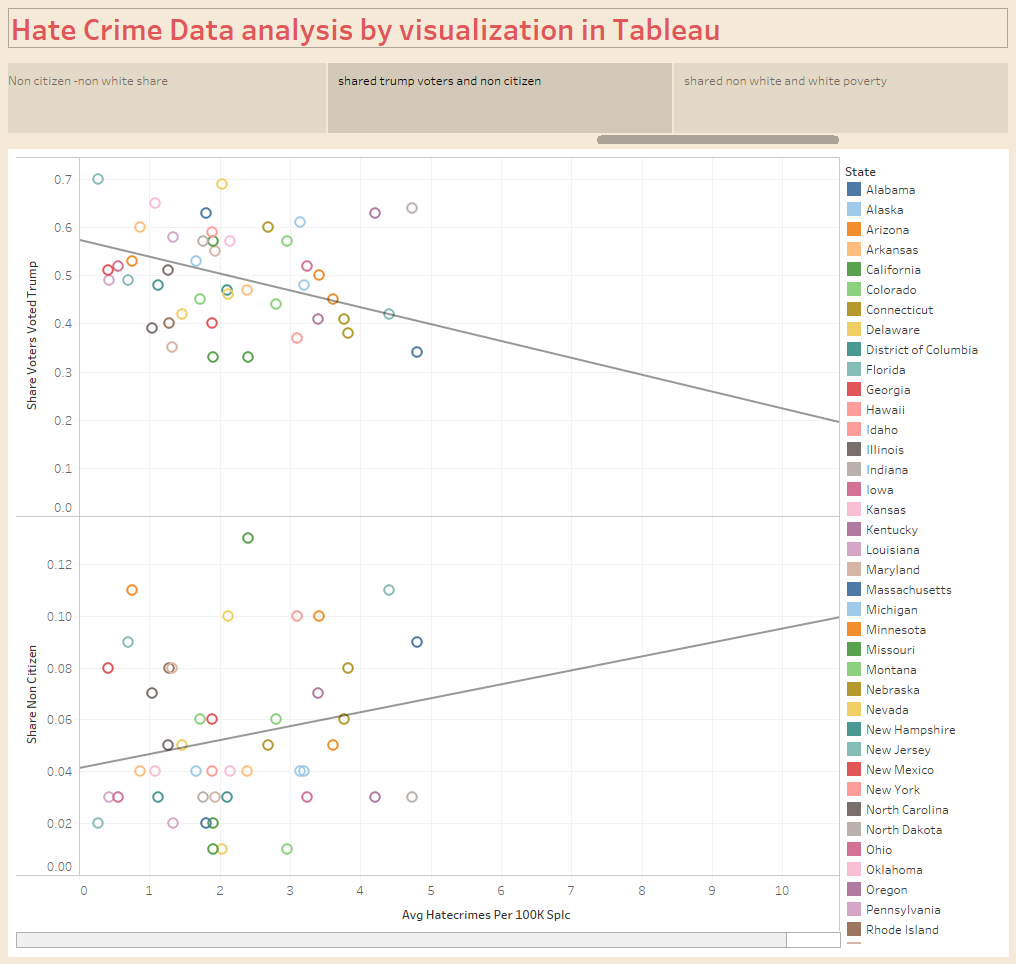 Hate Crime Data analysis by visualization in Tableau
Non citizen -non white share
shared trump voters and non citizen
shared non white and white poverty
Share Voters Voted Trump
0.7
0.6
0.5
0.4
0.3
0.2
0.1
0.0
Share Non Citizen
0.12
0.10
0.08
0.06
0.04
0.02
0.00
0 1 2 3 4 5 6 7 8 9 10
Avg Hatecrimes Per 100K Splc
State
Alabama
Alaska
Arizona
Arkansas
California
Colorado
Connecticut
Delaware
District of Columbia
Florida
Georgia
Hawaii
Idaho
Illinois
Indiana
Iowa
Kansas
Kentucky
Louisiana
Maryland
Massachusetts
Michigan
Minnesota
Missouri
Montana
Nebraska
Nevada
New Hampshire
New Jersey
New Mexico
New York
North Carolina
North Dakota
Ohio
Oklahoma
Oregon
Pennsylvania
Rhode Island